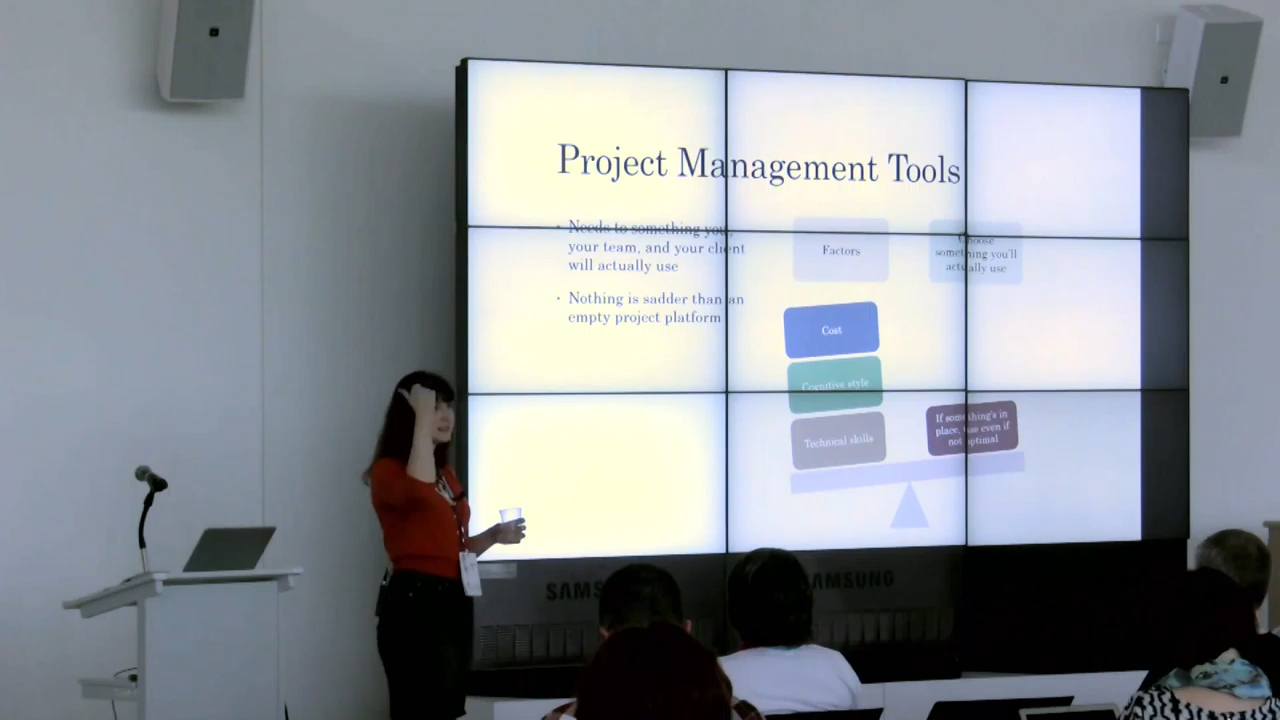 Project Management Tools
· Needs to something you,
your team, and your client
will actually use
· Nothing is sadder than an
empty project platform
Factors
Choose
something you'll
actually use
Cost
Cognitive style
Technical skills
If something's in
place, use even if
not optimal
SAMS
SAMSUNG